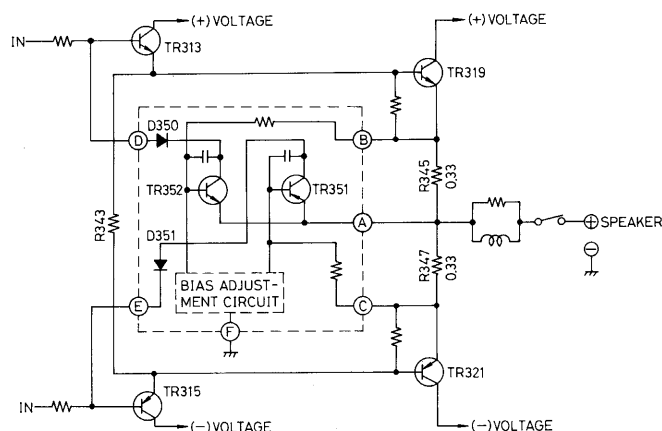 (+) VOLTAGE
IN
TR313
(+) VOLTAGE
TR319
D350
D
B
TR352
TR351
R345
0.33
R343
A
D351
SPEAKER
R347
0.33
BIAS ADJUST-
MENT CIRCUIT
E
C
F
TR315
TR321
IN
(−) VOLTAGE
(−) VOLTAGE